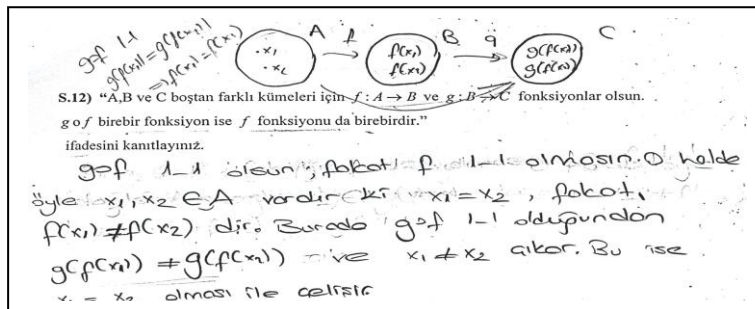 gof 1-1
g(f(x₁)) = g(f(x₂))
⇒ f(x₁) = f(x₂)
A f B g C
·x₁ f(x₁) g(f(x₁))
·x₂ f(x₂) g(f(x₂))
S.12) “A,B ve C boştan farklı kümeleri için f : A → B ve g : B → C fonksiyonlar olsun.
g o f birebir fonksiyon ise f fonksiyonu da birebirdir.”
ifadesini kanıtlayınız.
gof 1-1 olsun, fakat f 1-1 olmasın. O halde
öyle x₁, x₂ ∈ A vardır ki x₁ = x₂, fakat,
f(x₁) ≠ f(x₂) dir. Burada gof 1-1 olduğundan
g(f(x₁)) ≠ g(f(x₂)) ve x₁ ≠ x₂ çıkar. Bu ise
x₁ = x₂ olması ile çelişir.